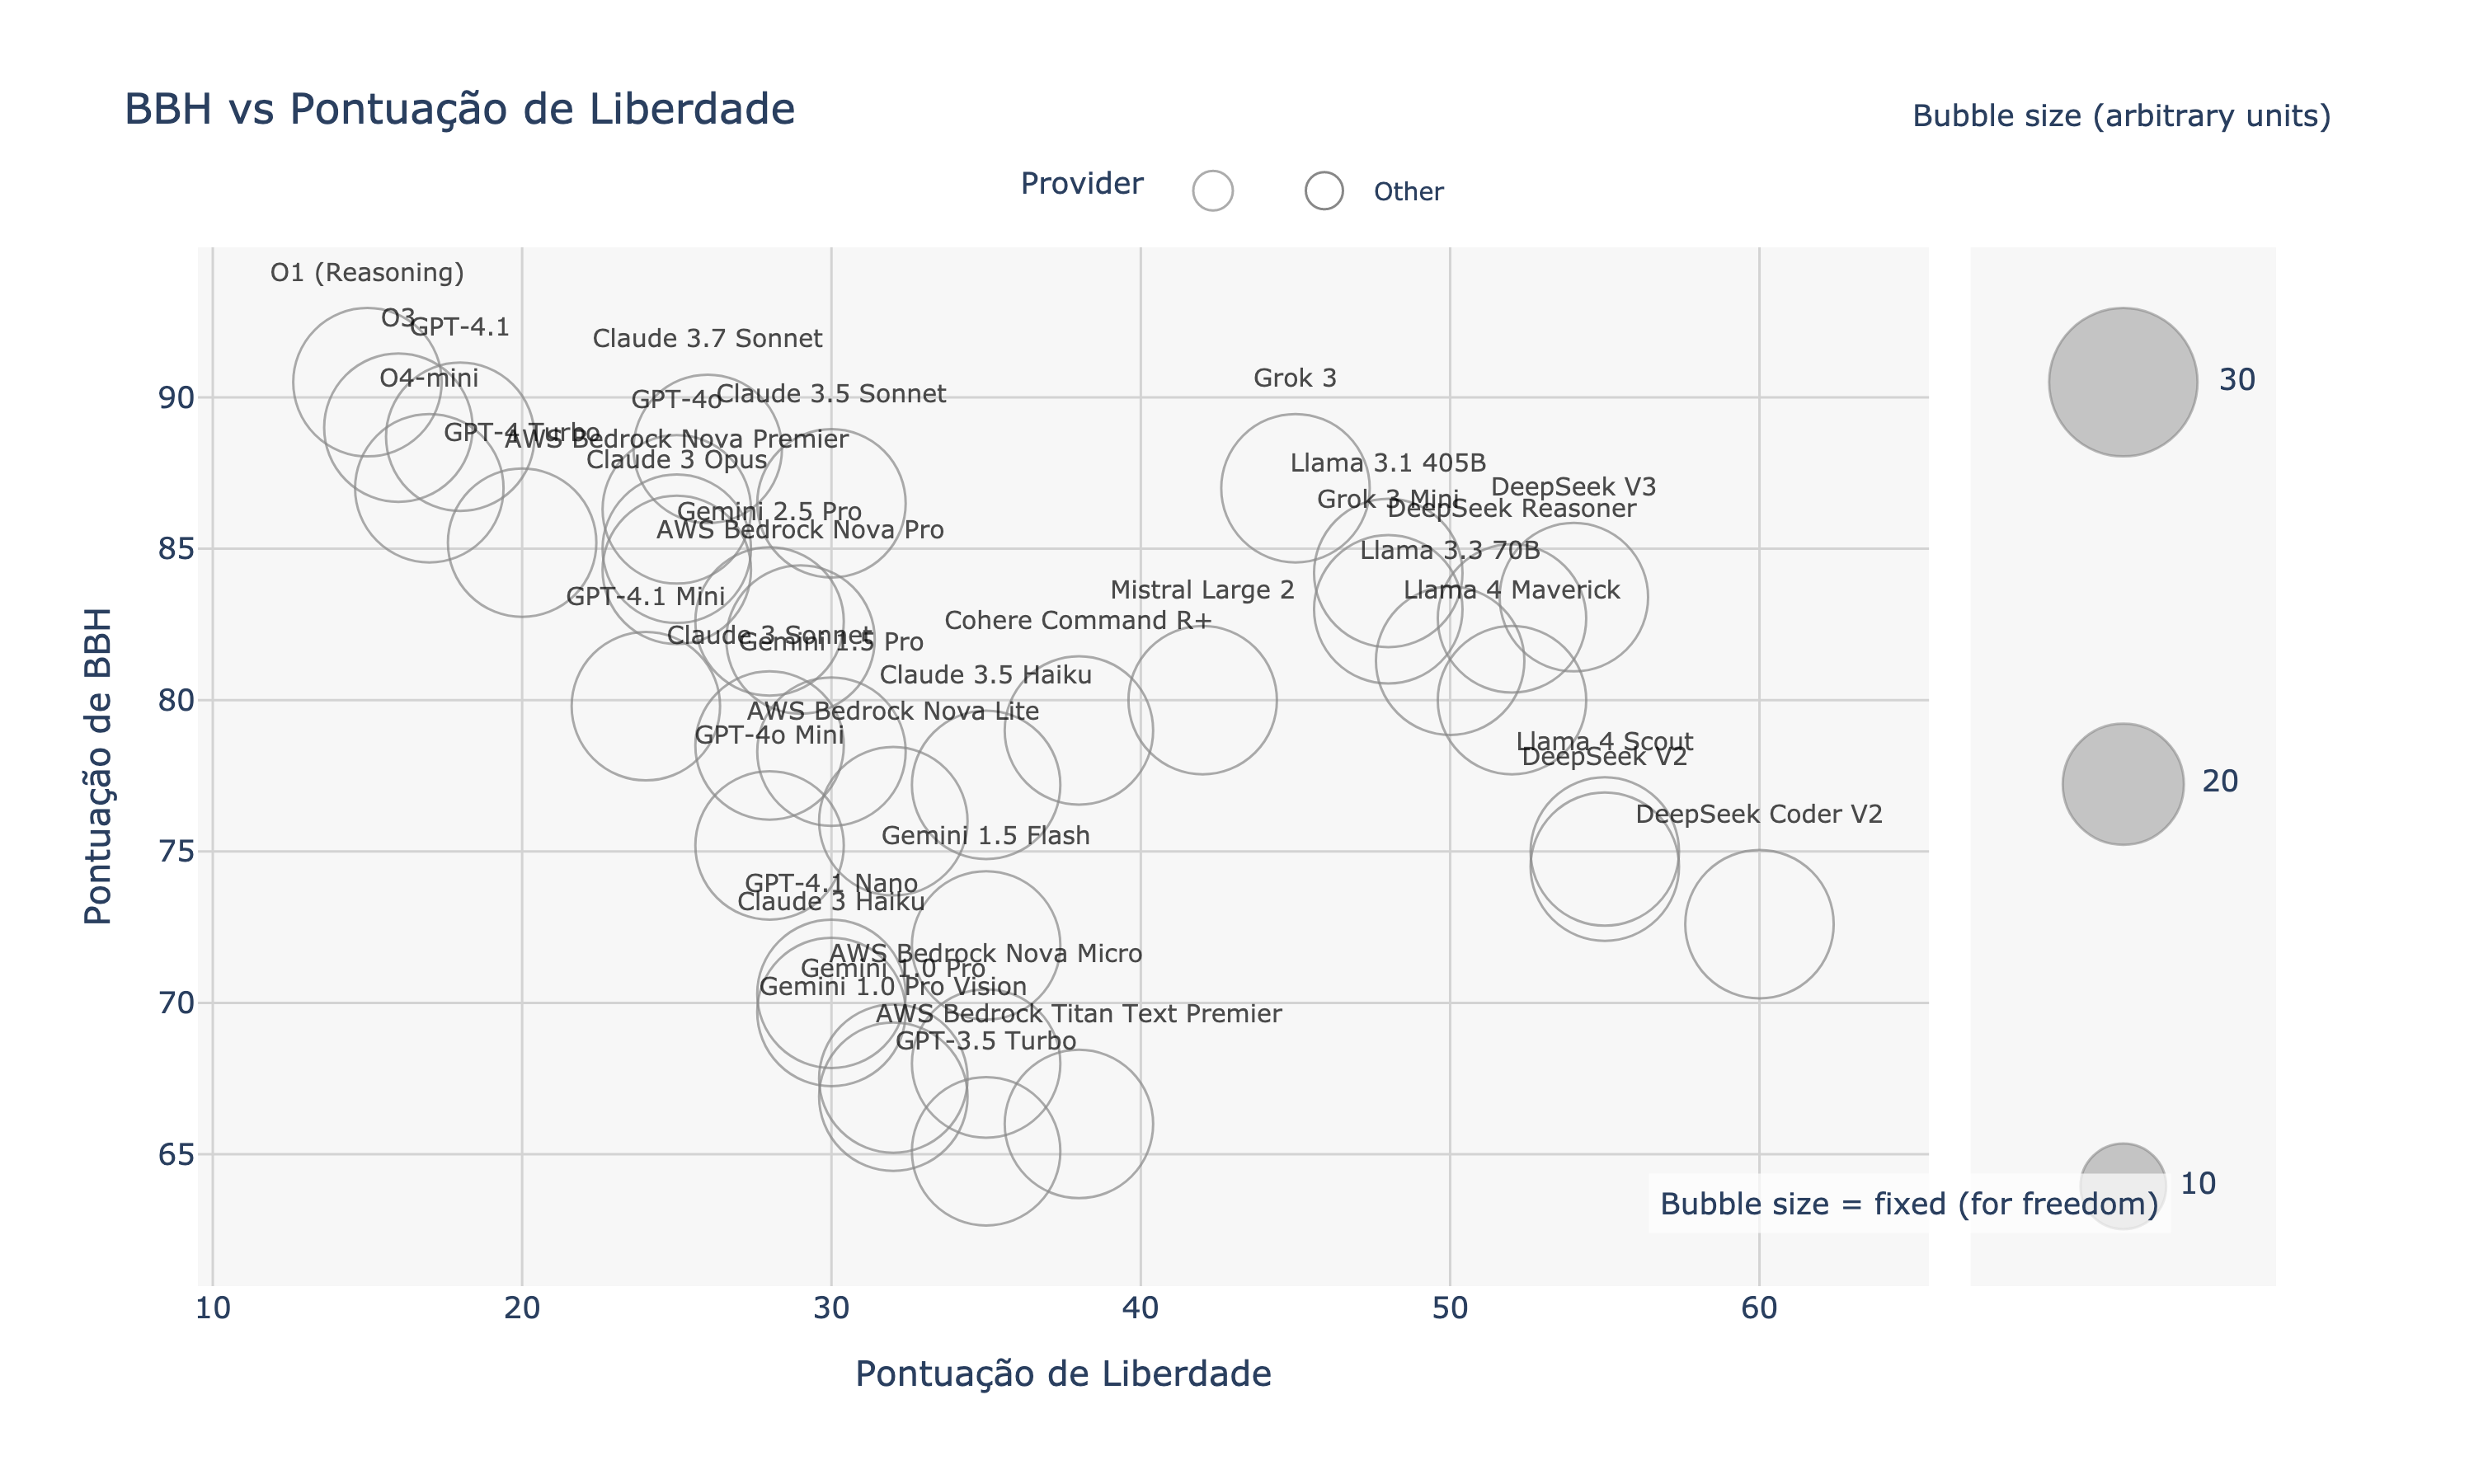 BBH vs Pontuação de Liberdade
Bubble size (arbitrary units)
Provider
Other
O1 (Reasoning)
O3
GPT-4.1
Claude 3.7 Sonnet
O4-mini
Grok 3
Claude 3.5 Sonnet
GPT-4o
GPT-4 Turbo
AWS Bedrock Nova Premier
Claude 3 Opus
Llama 3.1 405B
DeepSeek V3
Grok 3 Mini
DeepSeek Reasoner
Gemini 2.5 Pro
AWS Bedrock Nova Pro
Llama 3.3 70B
GPT-4.1 Mini
Mistral Large 2
Llama 4 Maverick
Cohere Command R+
Claude 3 Sonnet
Gemini 1.5 Pro
Claude 3.5 Haiku
AWS Bedrock Nova Lite
GPT-4o Mini
Llama 4 Scout
DeepSeek V2
DeepSeek Coder V2
Gemini 1.5 Flash
GPT-4.1 Nano
Claude 3 Haiku
AWS Bedrock Nova Micro
Gemini 1.0 Pro
Gemini 1.0 Pro Vision
AWS Bedrock Titan Text Premier
GPT-3.5 Turbo
90
85
80
75
70
65
Pontuação de BBH
10
20
30
40
50
60
Pontuação de Liberdade
30
20
10
Bubble size = fixed (for freedom)